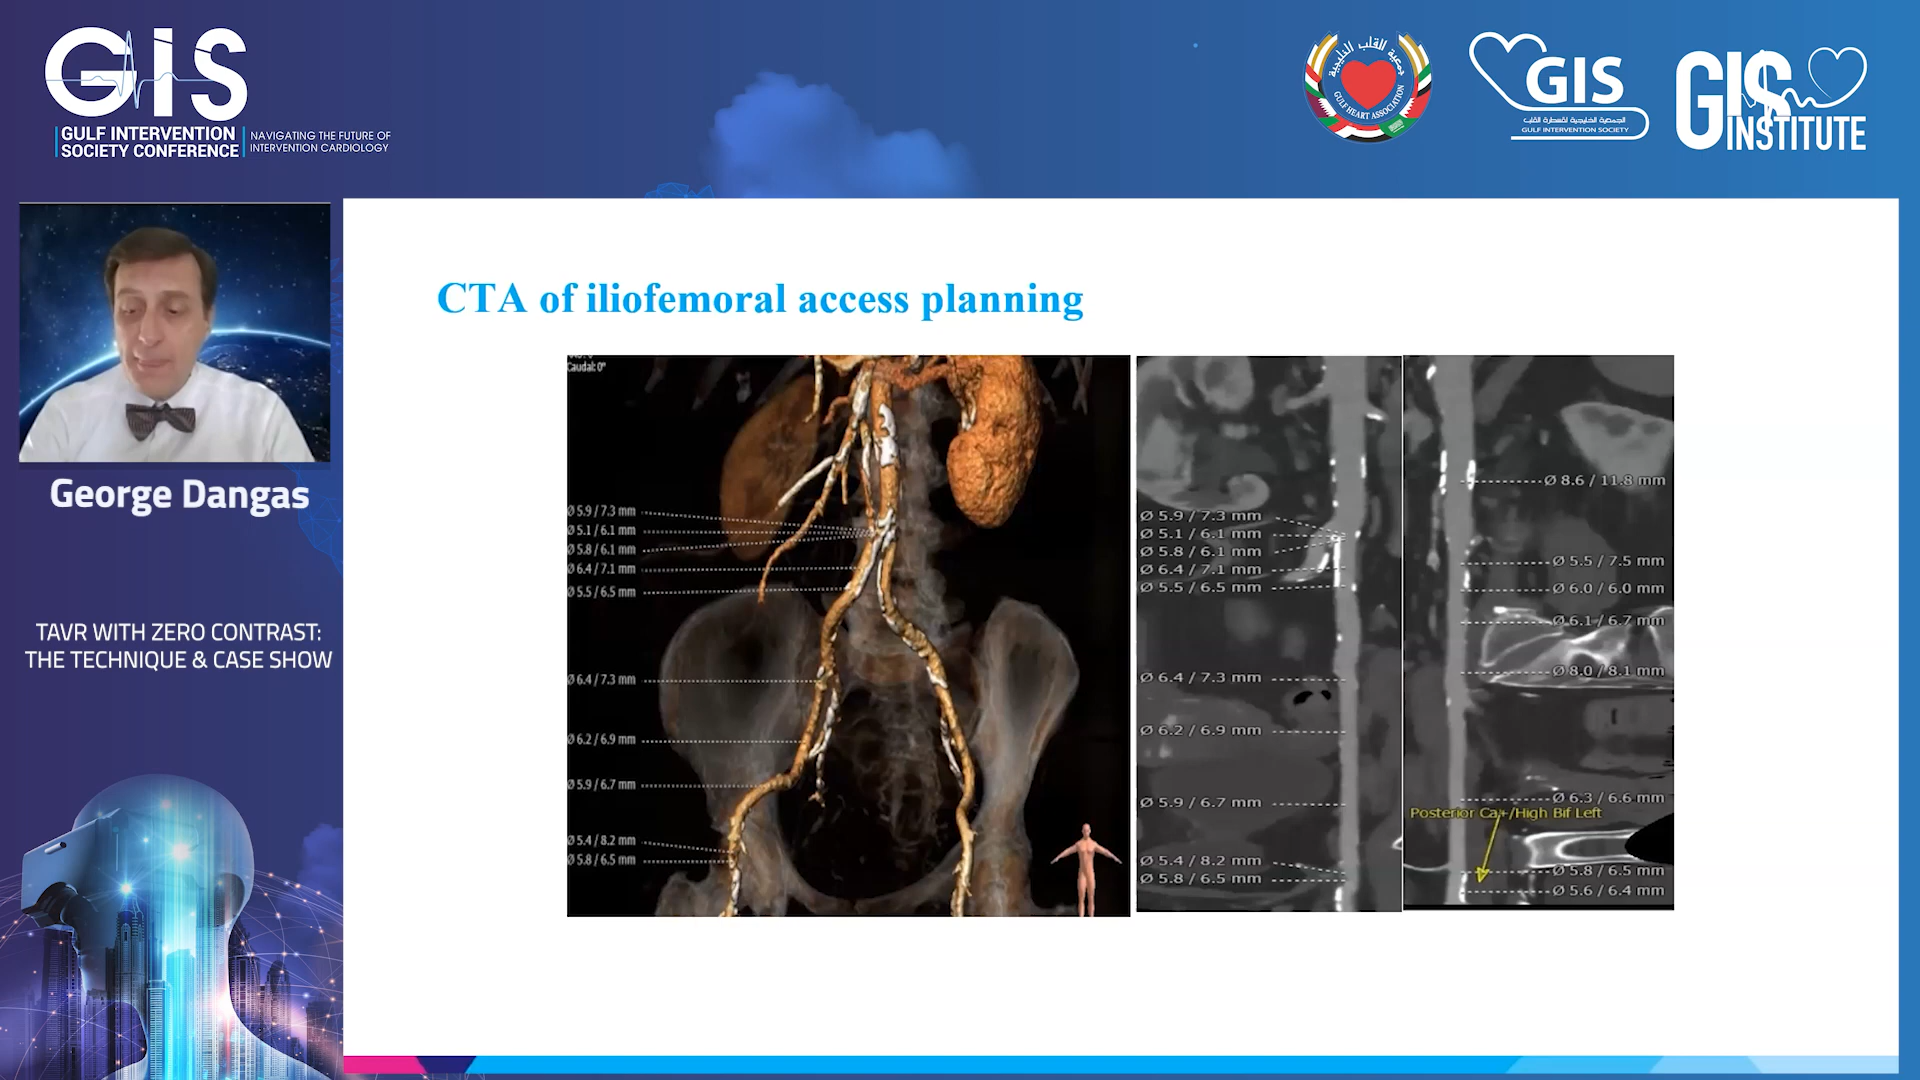 GIS
GULF INTERVENTION
SOCIETY CONFERENCE
NAVIGATING THE FUTURE OF
INTERVENTION CARDIOLOGY
جمعية القلب الخليجية
GULF HEART ASSOCIATION
GIS
الجمعية الخليجية لقسطرة القلب
GULF INTERVENTION SOCIETY
GIS
INSTITUTE
George Dangas
TAVR WITH ZERO CONTRAST:
THE TECHNIQUE & CASE SHOW
CTA of iliofemoral access planning
Caudal: 0°
Ø 5.9 / 7.3 mm
Ø 5.1 / 6.1 mm
Ø 5.8 / 6.1 mm
Ø 6.4 / 7.1 mm
Ø 5.5 / 6.5 mm
Ø 6.4 / 7.3 mm
Ø 6.2 / 6.9 mm
Ø 5.9 / 6.7 mm
Ø 5.4 / 8.2 mm
Ø 5.8 / 6.5 mm
Ø 5.9 / 7.3 mm
Ø 5.1 / 6.1 mm
Ø 5.8 / 6.1 mm
Ø 6.4 / 7.1 mm
Ø 5.5 / 6.5 mm
Ø 6.4 / 7.3 mm
Ø 6.2 / 6.9 mm
Ø 5.9 / 6.7 mm
Ø 5.4 / 8.2 mm
Ø 5.8 / 6.5 mm
Ø 8.6 / 11.8 mm
Ø 5.5 / 7.5 mm
Ø 6.0 / 6.0 mm
Ø 6.1 / 6.7 mm
Ø 8.0 / 8.1 mm
Ø 6.3 / 6.6 mm
Posterior Ca+/High Bif Left
Ø 5.8 / 6.5 mm
Ø 5.6 / 6.4 mm